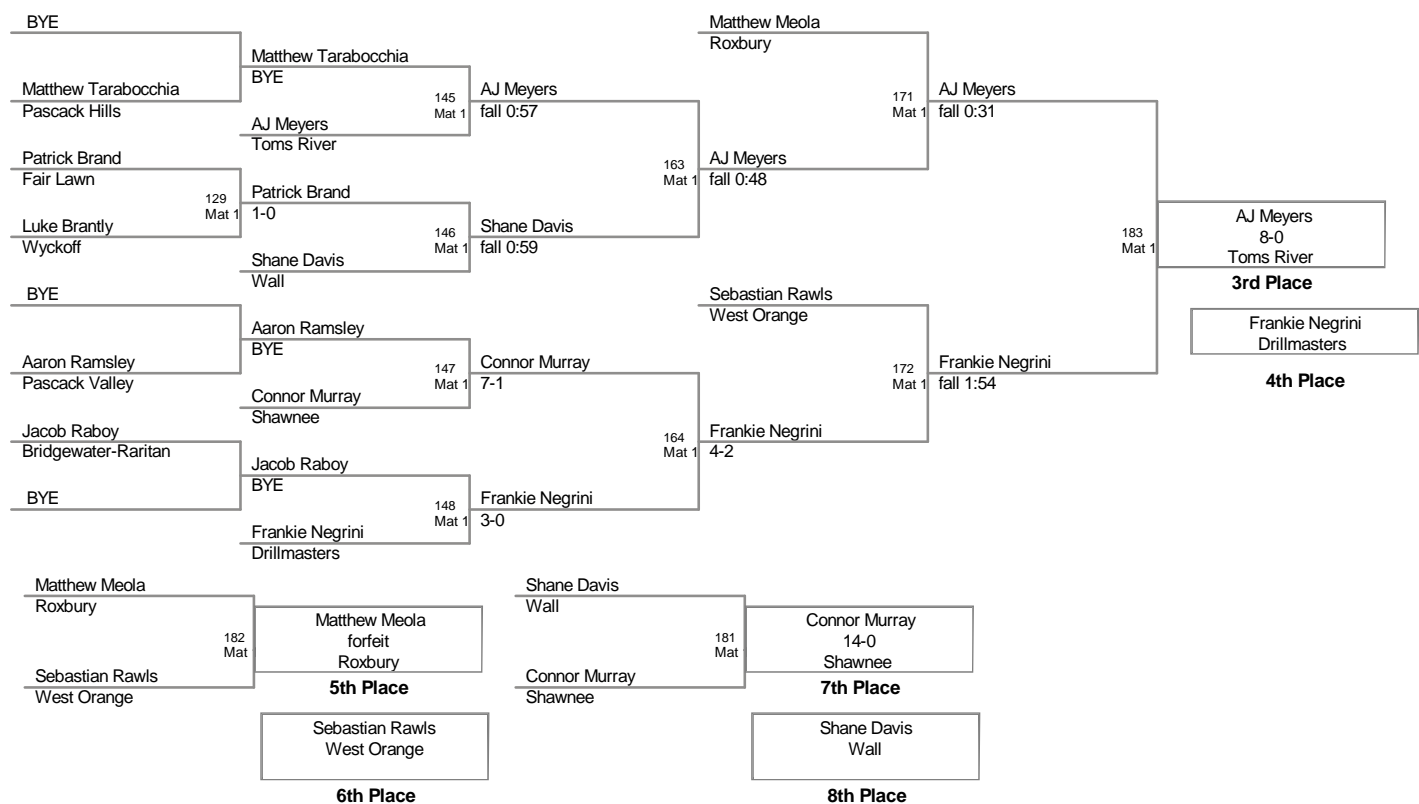 BYE
Matthew Tarabocchia
Pascack Hills
Patrick Brand
Fair Lawn
Luke Brantly
Wyckoff
BYE
Aaron Ramsley
Pascack Valley
Jacob Raboy
Bridgewater-Raritan
BYE
129
Mat 1
Matthew Tarabocchia
BYE
AJ Meyers
Toms River
Patrick Brand
1-0
Shane Davis
Wall
Aaron Ramsley
BYE
Connor Murray
Shawnee
Jacob Raboy
BYE
Frankie Negrini
Drillmasters
145
Mat 1
146
Mat 1
147
Mat 1
148
Mat 1
AJ Meyers
fall 0:57
Shane Davis
fall 0:59
Connor Murray
7-1
Frankie Negrini
3-0
163
Mat 1
164
Mat 1
Matthew Meola
Roxbury
AJ Meyers
fall 0:48
Sebastian Rawls
West Orange
Frankie Negrini
4-2
171
Mat 1
172
Mat 1
AJ Meyers
fall 0:31
Frankie Negrini
fall 1:54
183
Mat 1
AJ Meyers
8-0
Toms River
3rd Place
Frankie Negrini
Drillmasters
4th Place
Matthew Meola
Roxbury
Sebastian Rawls
West Orange
182
Mat
Matthew Meola
forfeit
Roxbury
5th Place
Sebastian Rawls
West Orange
6th Place
Shane Davis
Wall
Connor Murray
Shawnee
181
Mat
Connor Murray
14-0
Shawnee
7th Place
Shane Davis
Wall
8th Place